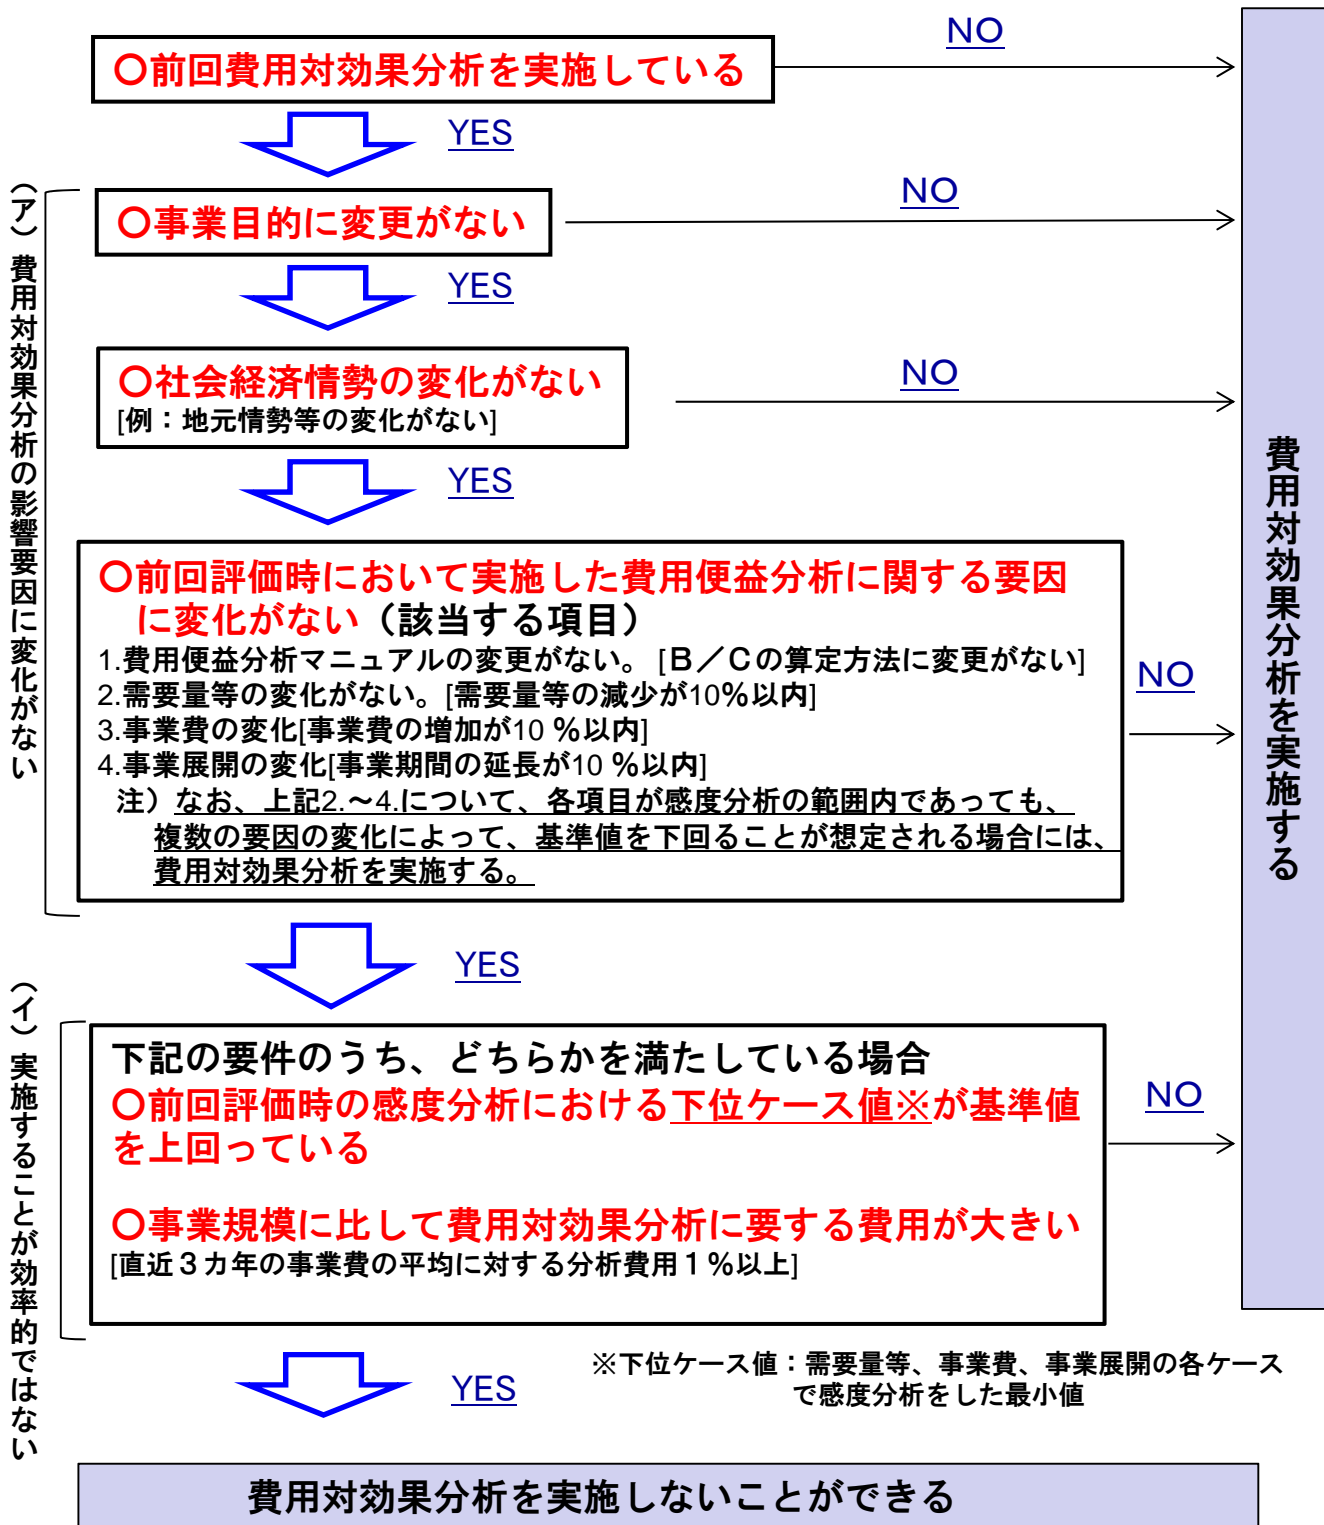 ○前回費用対効果分析を実施している
NO
YES
（ア）費用対効果分析の影響要因に変化がない
○事業目的に変更がない
NO
YES
○社会経済情勢の変化がない
[例：地元情勢等の変化がない]
NO
YES
○前回評価時において実施した費用便益分析に関する要因
に変化がない（該当する項目）
1.費用便益分析マニュアルの変更がない。[Ｂ／Ｃの算定方法に変更がない]
2.需要量等の変化がない。[需要量等の減少が10％以内]
3.事業費の変化[事業費の増加が10 ％以内]
4.事業展開の変化[事業期間の延長が10 ％以内]
注）なお、上記2.～4.について、各項目が感度分析の範囲内であっても、
複数の要因の変化によって、基準値を下回ることが想定される場合には、
費用対効果分析を実施する。
NO
YES
費用対効果分析を実施する
（イ）実施することが効率的ではない
下記の要件のうち、どちらかを満たしている場合
○前回評価時の感度分析における下位ケース値※が基準値
を上回っている
○事業規模に比して費用対効果分析に要する費用が大きい
[直近３カ年の事業費の平均に対する分析費用１％以上]
NO
YES
※下位ケース値：需要量等、事業費、事業展開の各ケース
で感度分析をした最小値
費用対効果分析を実施しないことができる